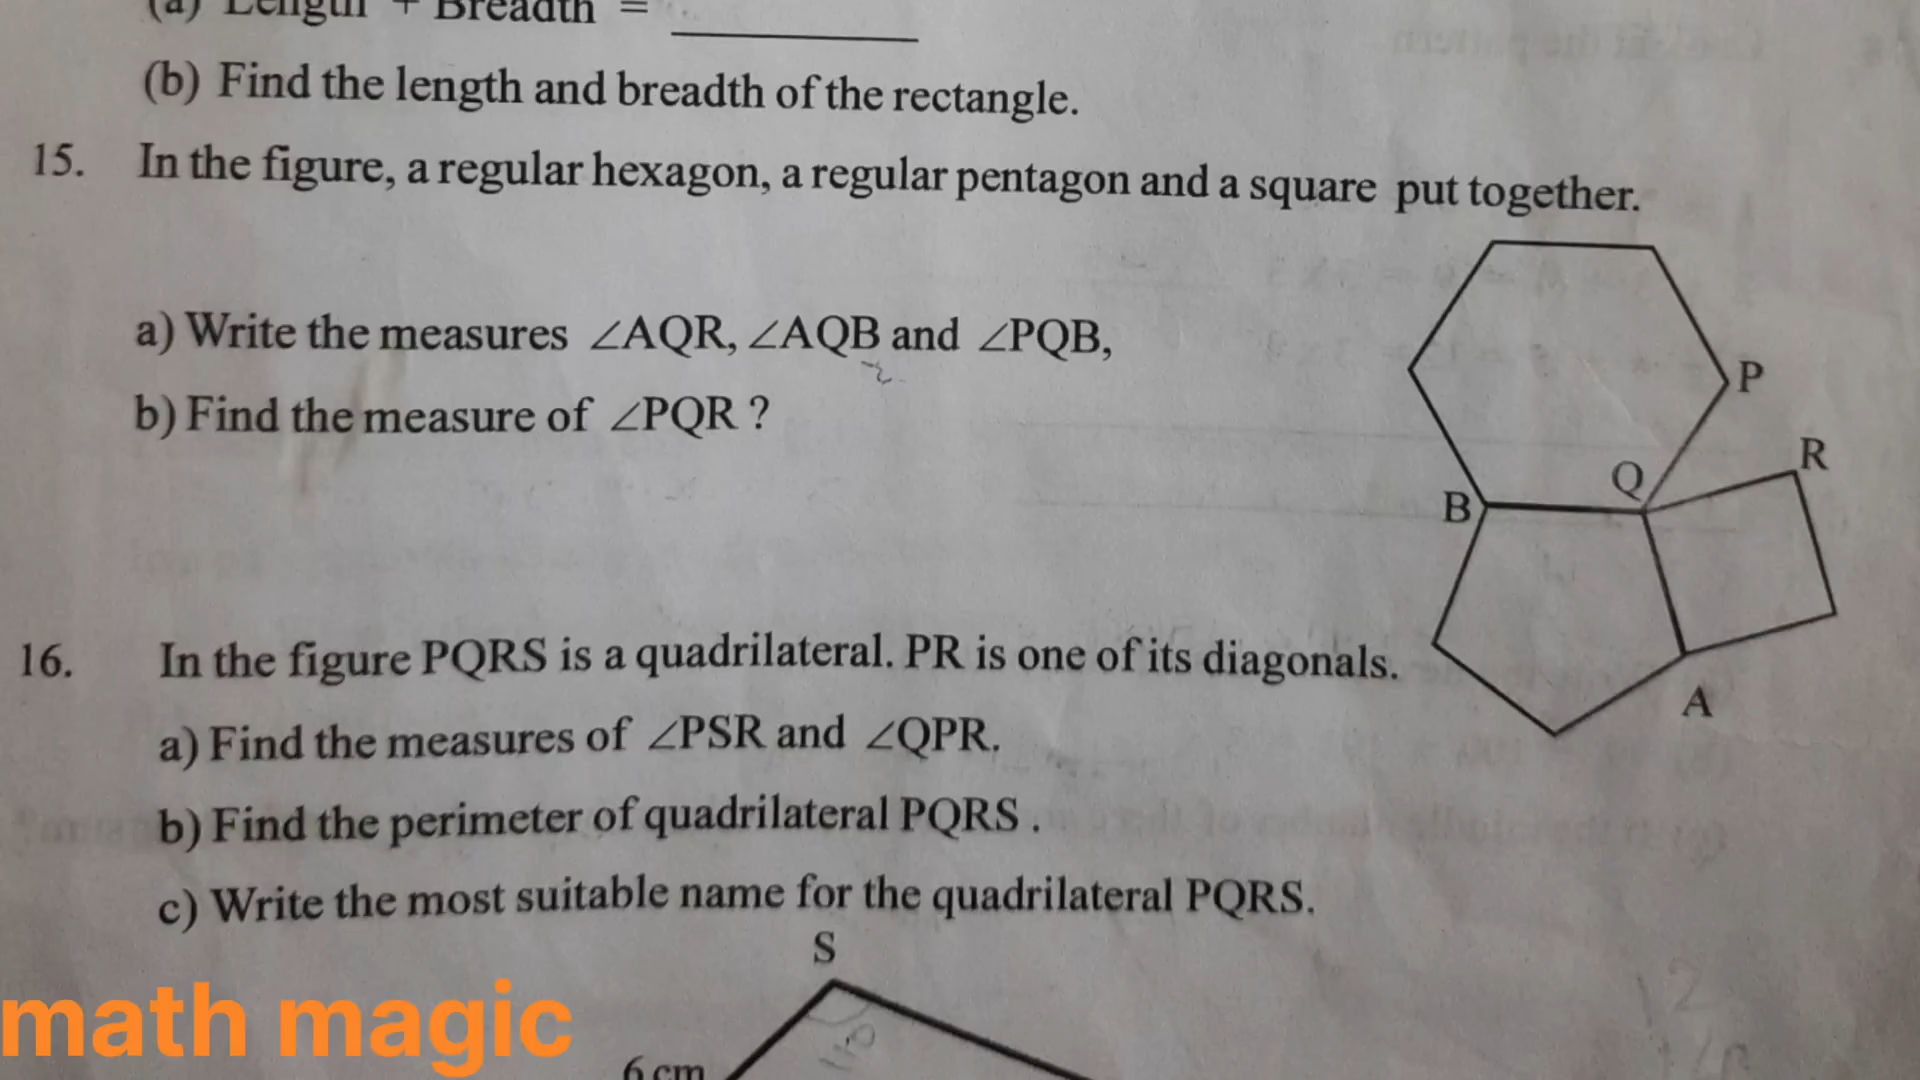 (a) Length + Breadth =
(b) Find the length and breadth of the rectangle.
15. In the figure, a regular hexagon, a regular pentagon and a square put together.
a) Write the measures ∠AQR, ∠AQB and ∠PQB,
b) Find the measure of ∠PQR ?
P
R
Q
B
A
16. In the figure PQRS is a quadrilateral. PR is one of its diagonals.
a) Find the measures of ∠PSR and ∠QPR.
b) Find the perimeter of quadrilateral PQRS .
c) Write the most suitable name for the quadrilateral PQRS.
S
110
6 cm
math magic